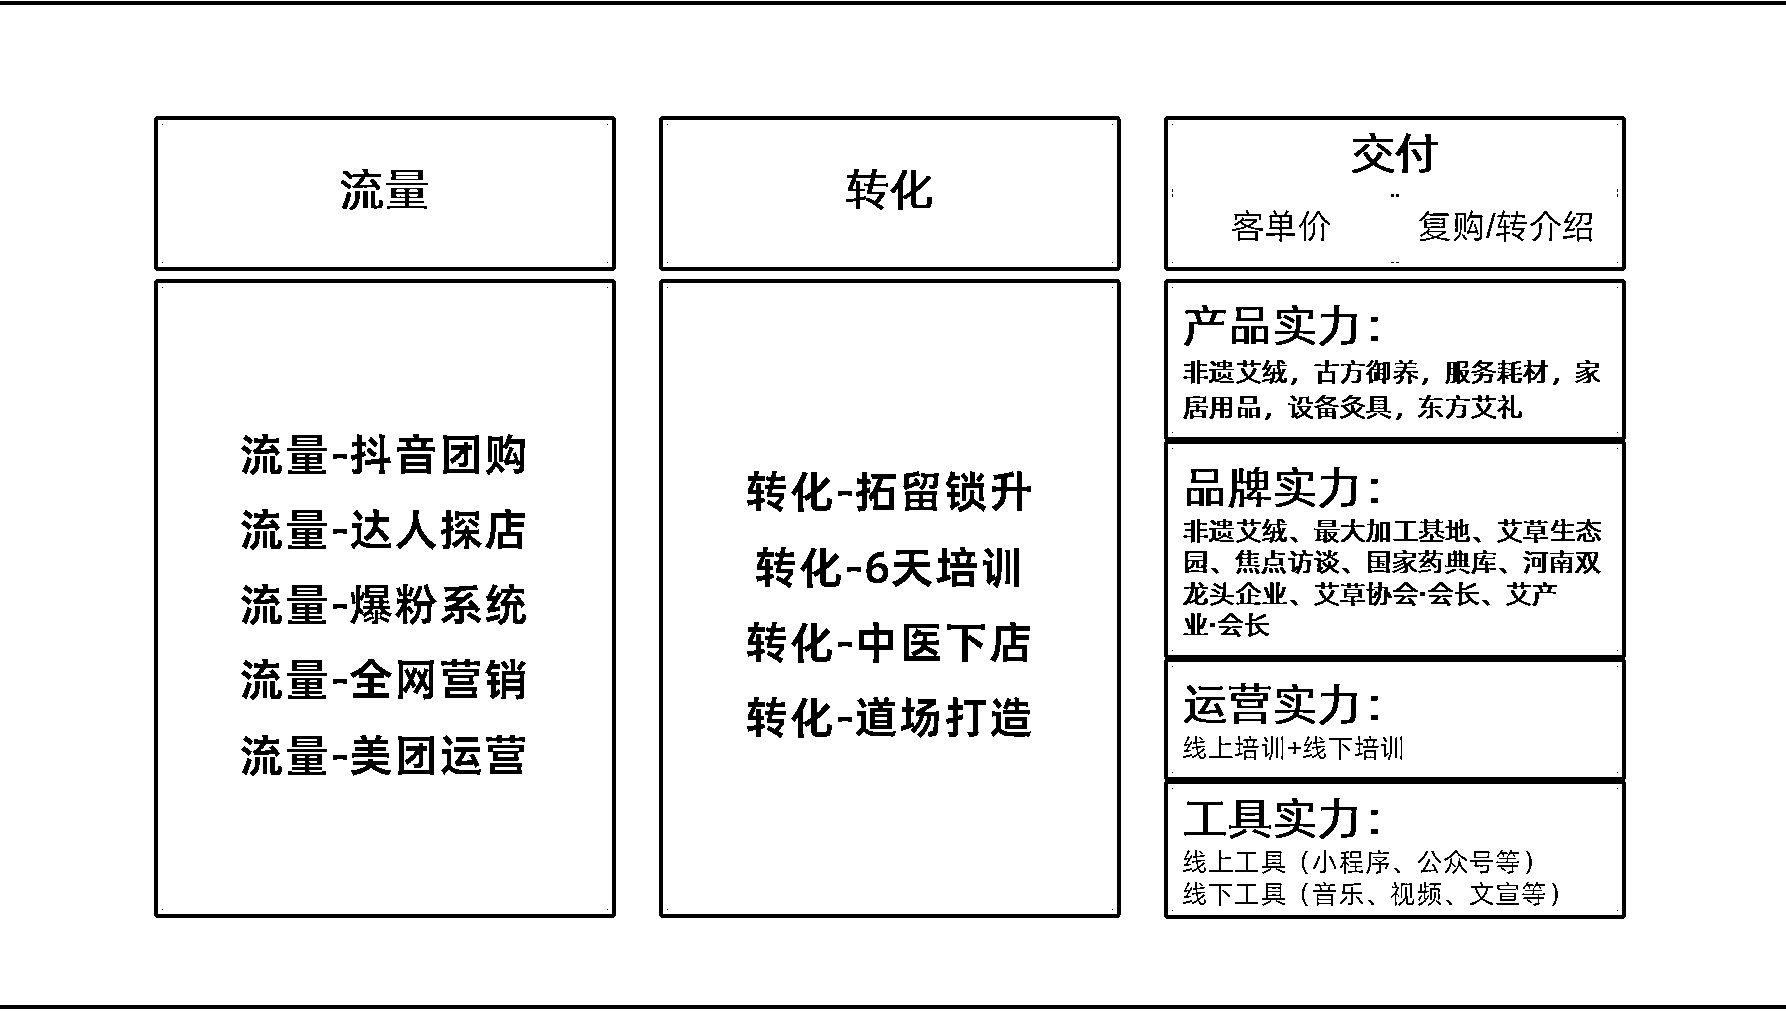 流量
流量-抖音团购
流量-达人探店
流量-爆粉系统
流量-全网营销
流量-美团运营
转化
转化-拓留锁升
转化-6天培训
转化-中医下店
转化-道场打造
交付
客单价 复购/转介绍
产品实力：
非遗艾绒，古方御养，服务耗材，家
居用品，设备灸具，东方艾礼
品牌实力：
非遗艾绒、最大加工基地、艾草生态
园、焦点访谈、国家药典库、河南双
龙头企业、艾草协会·会长、艾产
业·会长
运营实力：
线上培训+线下培训
工具实力：
线上工具（小程序、公众号等）
线下工具（音乐、视频、文宣等）